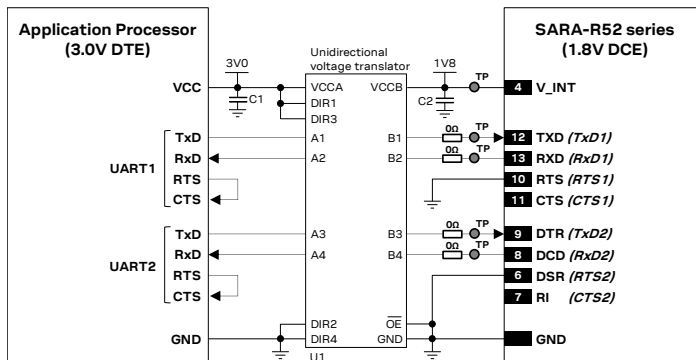 Application Processor
(3.0V DTE)
SARA-R52 series
(1.8V DCE)
Unidirectional
voltage translator
3V0
1V8
VCC
C1
VCCA
DIR1
DIR3
VCCB
C2
TP
4 V_INT
UART1
TxD
A1
B1
0Ω
TP
12 TXD (TxD1)
RxD
A2
B2
0Ω
TP
13 RXD (RxD1)
RTS
10 RTS (RTS1)
CTS
11 CTS (CTS1)
UART2
TxD
A3
B3
0Ω
TP
9 DTR (TxD2)
RxD
A4
B4
0Ω
TP
8 DCD (RxD2)
RTS
6 DSR (RTS2)
CTS
7 RI (CTS2)
GND
DIR2
DIR4
OE
GND
GND
U1